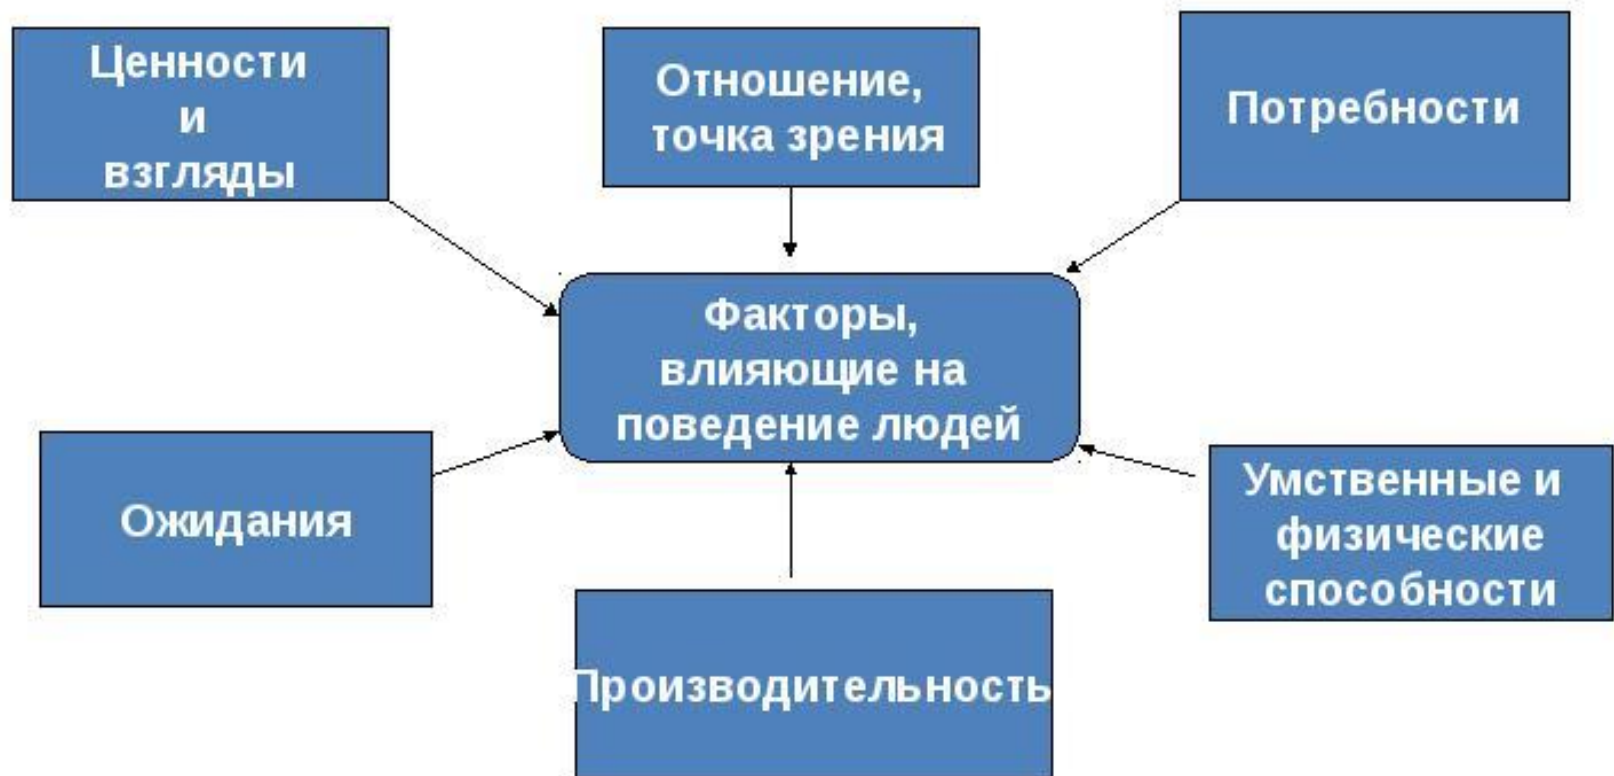 Ценности
и
взгляды
Отношение,
точка зрения
Потребности
Факторы,
влияющие на
поведение людей
Ожидания
Умственные и
физические
способности
Производительность